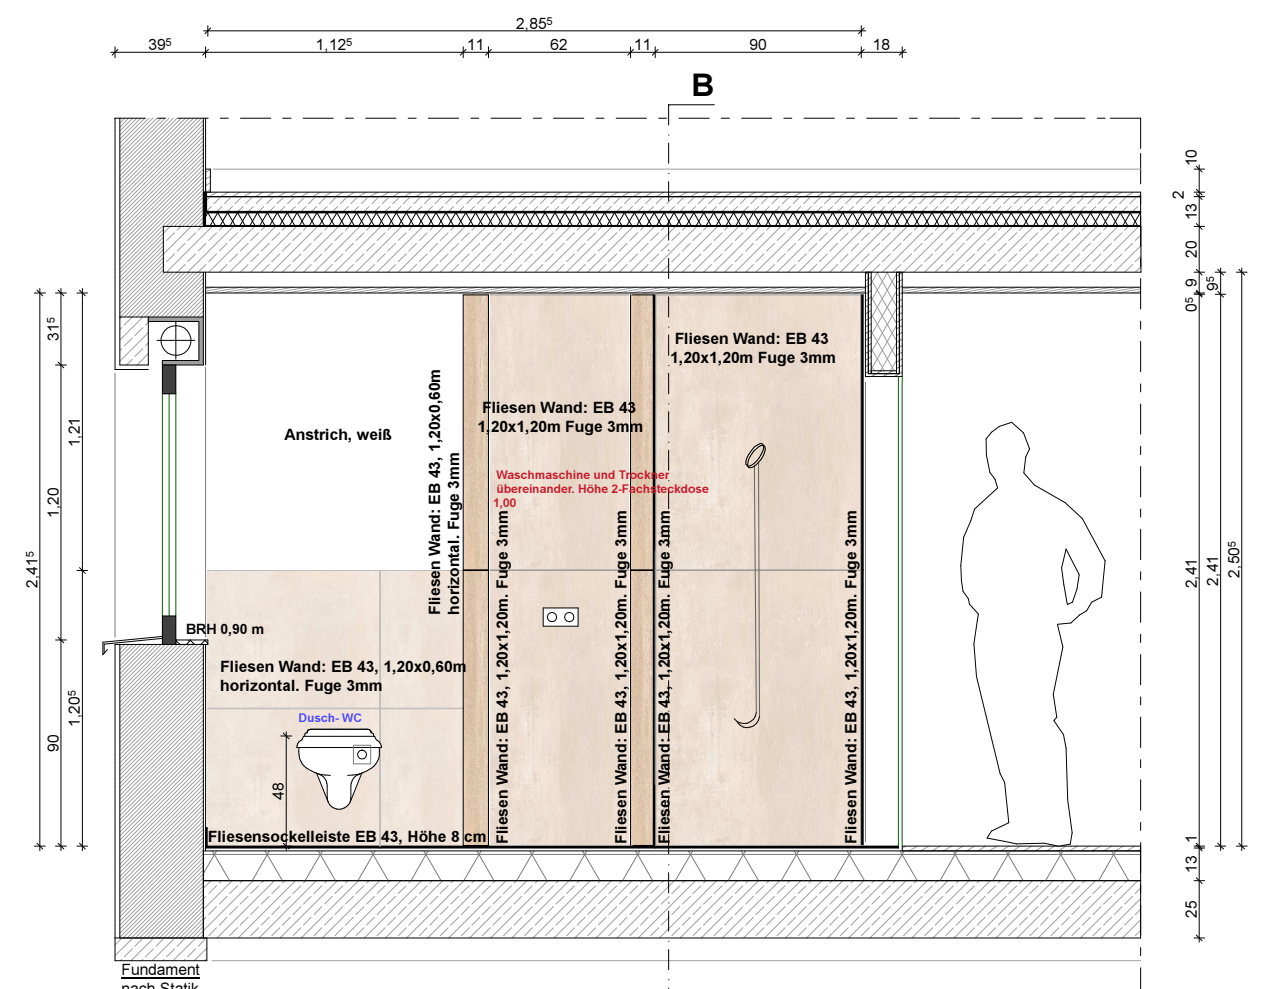 2,85⁵
39⁵
1,12⁵
11
62
11
90
18
B
10
2
13
20
9
9⁵
0⁵
31⁵
1,21
1,20
2,41⁵
1,20⁵
90
2,41
2,41
2,50⁵
1
13
25
Fliesen Wand: EB 43
1,20x1,20m Fuge 3mm
Fliesen Wand: EB 43
1,20x1,20m Fuge 3mm
Anstrich, weiß
Fliesen Wand: EB 43, 1,20x0,60m
horizontal. Fuge 3mm
Waschmaschine und Trockner
übereinander. Höhe 2-Fachsteckdose
1,00
Fliesen Wand: EB 43, 1,20x1,20m. Fuge 3mm
Fliesen Wand: EB 43, 1,20x1,20m. Fuge 3mm
Fliesen Wand: EB 43, 1,20x1,20m. Fuge 3mm
Fliesen Wand: EB 43, 1,20x1,20m. Fuge 3mm
BRH 0,90 m
Fliesen Wand: EB 43, 1,20x0,60m
horizontal. Fuge 3mm
Dusch- WC
48
Fliesensockelleiste EB 43, Höhe 8 cm
Fundament
nach Statik